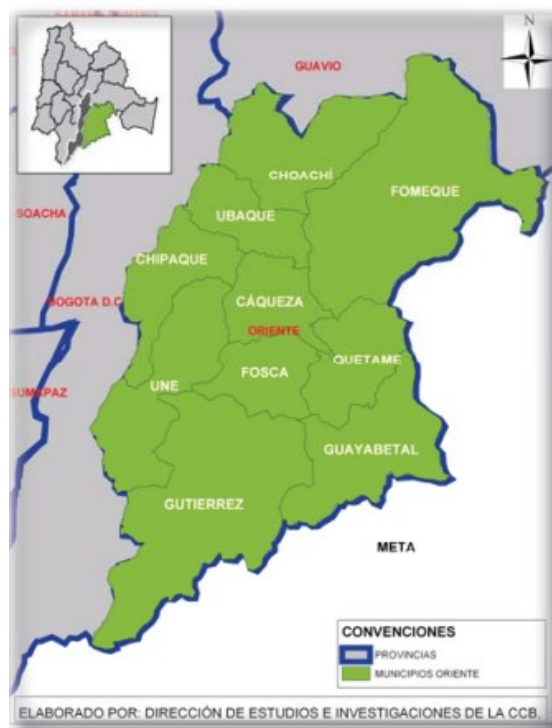 N
GUAVIO
CHOACHÍ
FOMEQUE
SOACHA
UBAQUE
CHIPAQUE
BOGOTA D.C
CÁQUEZA
ORIENTE
QUETAME
FOSCA
UNE
SUMAPAZ
GUAYABETAL
GUTIERREZ
META
CONVENCIONES
PROVINCIAS
MUNICIPIOS ORIENTE
ELABORADO POR: DIRECCIÓN DE ESTUDIOS E INVESTIGACIONES DE LA CCB.